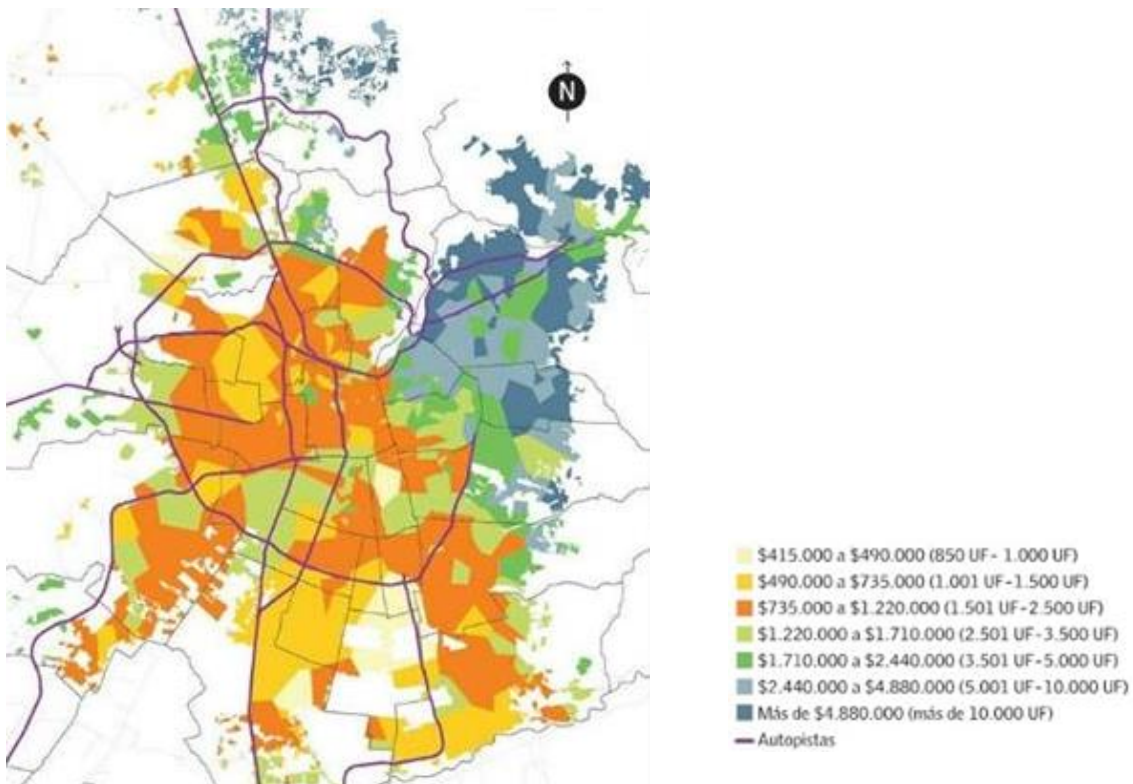 N
$415.000 a $490.000 (850 UF- 1.000 UF)
$490.000 a $735.000 (1.001 UF-1.500 UF)
$735.000 a $1.220.000 (1.501 UF-2.500 UF)
$1.220.000 a $1.710.000 (2.501 UF-3.500 UF)
$1.710.000 a $2.440.000 (3.501 UF-5.000 UF)
$2.440.000 a $4.880.000 (5.001 UF-10.000 UF)
Más de $4.880.000 (más de 10.000 UF)
Autopistas